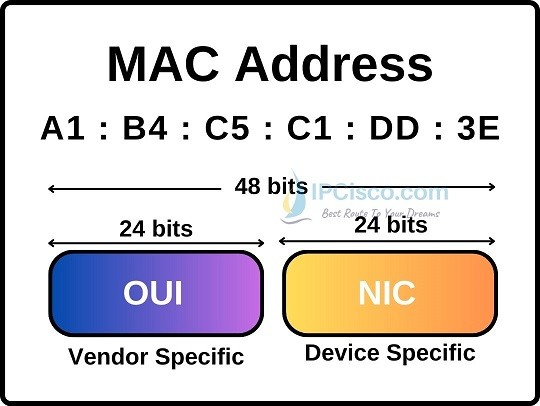 MAC Address
A1 : B4 : C5 : C1 : DD : 3E
48 bits
IPCisco.com
Best Route To Your Dreams
24 bits
24 bits
OUI
NIC
Vendor Specific
Device Specific